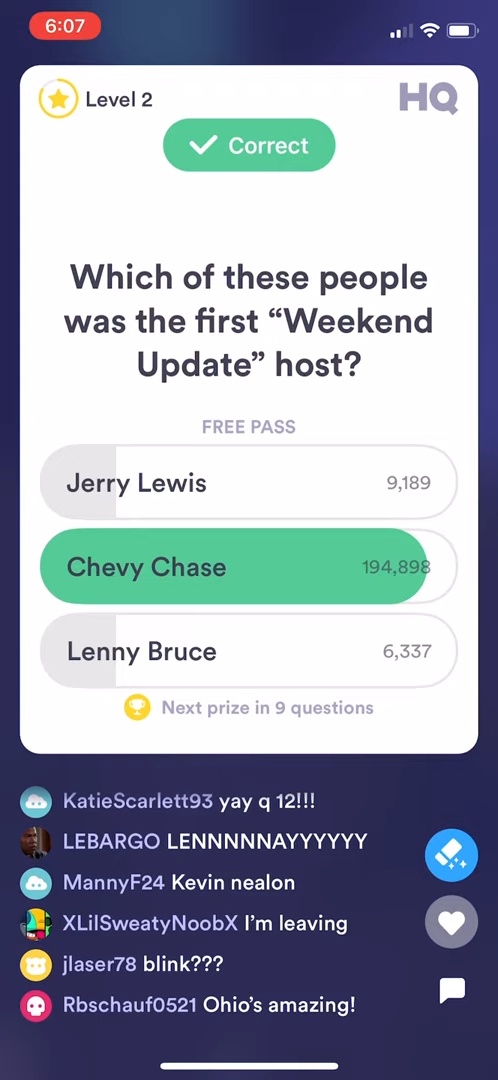 6:07
Level 2
HQ
Correct
Which of these people
was the first “Weekend
Update” host?
FREE PASS
Jerry Lewis 9,189
Chevy Chase 194,898
Lenny Bruce 6,337
Next prize in 9 questions
KatieScarlett93 yay q 12!!!
LEBARGO LENNNNAYYYYYY
MannyF24 Kevin nealon
XLilSweatyNoobX I’m leaving
jlaser78 blink???
Rbschauf0521 Ohio’s amazing!